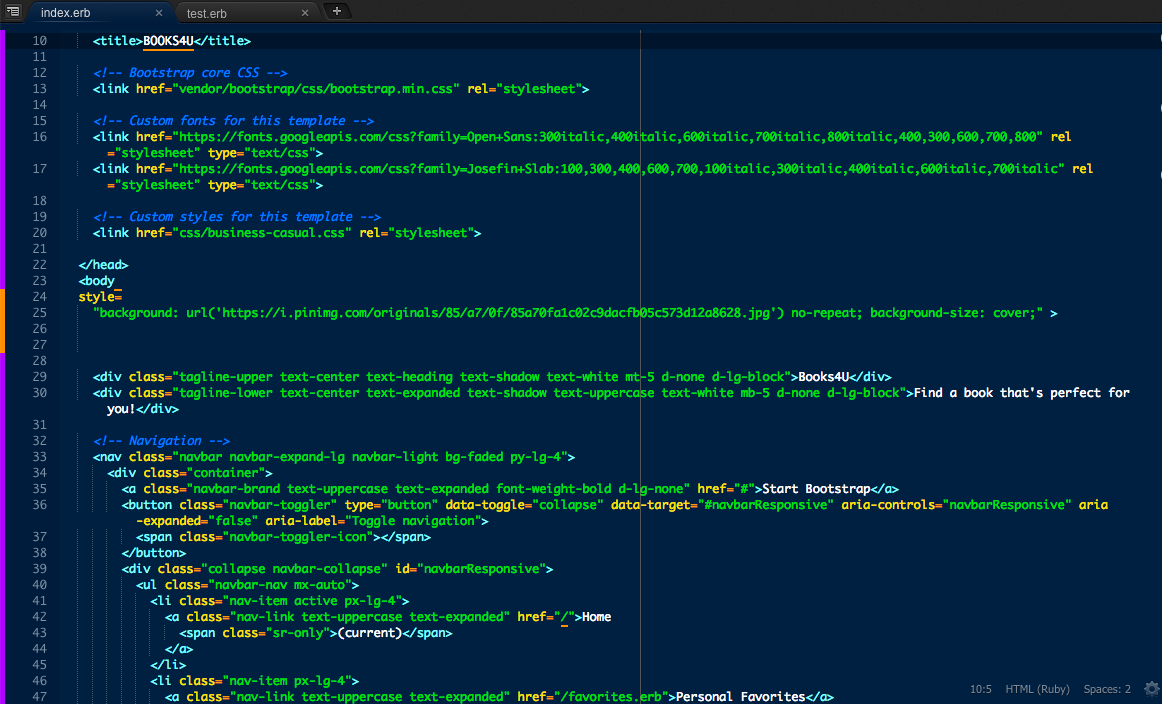 index.erb × test.erb × +
10 <title>BOOKS4U</title>
11
12 <!-- Bootstrap core CSS -->
13 <link href="vendor/bootstrap/css/bootstrap.min.css" rel="stylesheet">
14
15 <!-- Custom fonts for this template -->
16 <link href="https://fonts.googleapis.com/css?family=Open+Sans:300italic,400italic,600italic,700italic,800italic,400,300,600,700,800" rel
="stylesheet" type="text/css">
17 <link href="https://fonts.googleapis.com/css?family=Josefin+Slab:100,300,400,600,700,100italic,300italic,400italic,600italic,700italic" rel
="stylesheet" type="text/css">
18
19 <!-- Custom styles for this template -->
20 <link href="css/business-casual.css" rel="stylesheet">
21
22 </head>
23 <body
24 style=
25 "background: url('https://i.pinimg.com/originals/85/a7/0f/85a70fa1c02c9dacfb05c573d12a8628.jpg') no-repeat; background-size: cover;" >
26
27
28
29 <div class="tagline-upper text-center text-heading text-shadow text-white mt-5 d-none d-lg-block">Books4U</div>
30 <div class="tagline-lower text-center text-expanded text-shadow text-uppercase text-white mb-5 d-none d-lg-block">Find a book that's perfect for
you!</div>
31
32 <!-- Navigation -->
33 <nav class="navbar navbar-expand-lg navbar-light bg-faded py-lg-4">
34 <div class="container">
35 <a class="navbar-brand text-uppercase text-expanded font-weight-bold d-lg-none" href="#">Start Bootstrap</a>
36 <button class="navbar-toggler" type="button" data-toggle="collapse" data-target="#navbarResponsive" aria-controls="navbarResponsive" aria
-expanded="false" aria-label="Toggle navigation">
37 <span class="navbar-toggler-icon"></span>
38 </button>
39 <div class="collapse navbar-collapse" id="navbarResponsive">
40 <ul class="navbar-nav mx-auto">
41 <li class="nav-item active px-lg-4">
42 <a class="nav-link text-uppercase text-expanded" href="/">Home
43 <span class="sr-only">(current)</span>
44 </a>
45 </li>
46 <li class="nav-item px-lg-4">
47 <a class="nav-link text-uppercase text-expanded" href="/favorites.erb">Personal Favorites</a>
10:5 HTML (Ruby) Spaces: 2